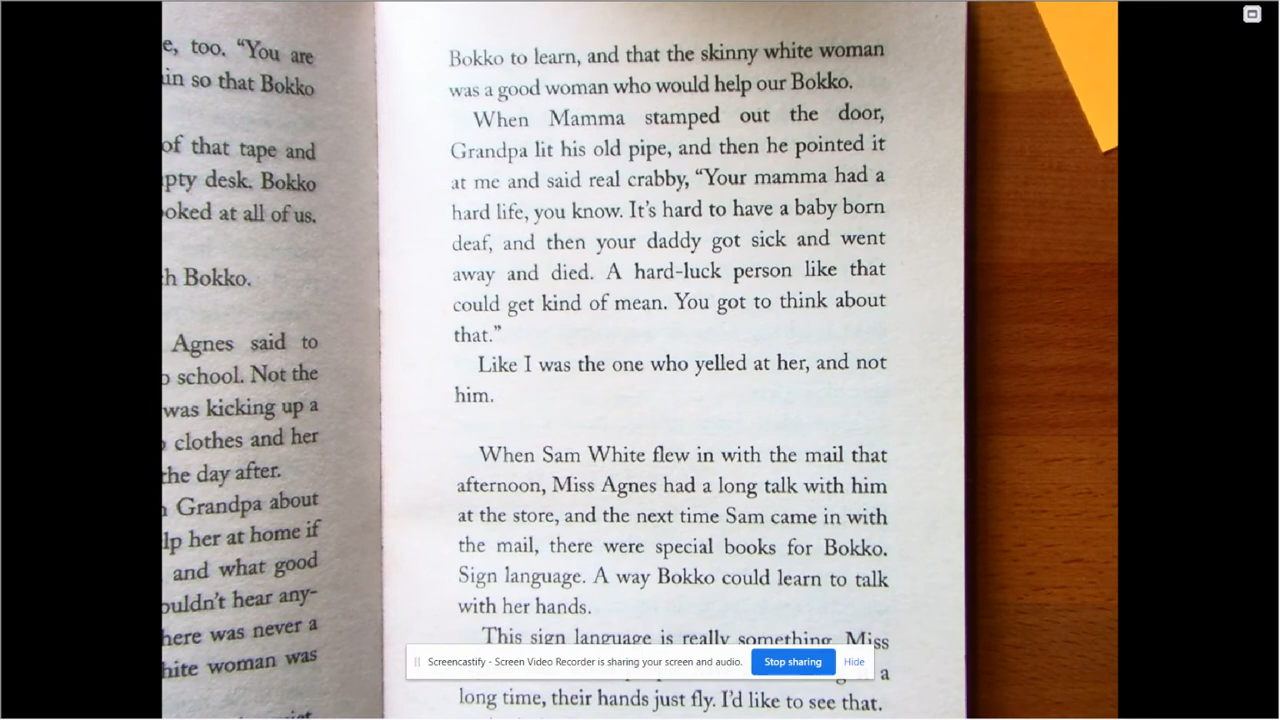 e, too. “You are
in so that Bokko
of that tape and
pty desk. Bokko
oked at all of us.
h Bokko.
Agnes said to
school. Not the
was kicking up a
clothes and her
the day after.
Grandpa about
lp her at home if
and what good
ouldn’t hear any-
here was never a
hite woman was
Bokko to learn, and that the skinny white woman
was a good woman who would help our Bokko.
When Mamma stamped out the door,
Grandpa lit his old pipe, and then he pointed it
at me and said real crabby, “Your mamma had a
hard life, you know. It’s hard to have a baby born
deaf, and then your daddy got sick and went
away and died. A hard-luck person like that
could get kind of mean. You got to think about
that.”
Like I was the one who yelled at her, and not
him.
When Sam White flew in with the mail that
afternoon, Miss Agnes had a long talk with him
at the store, and the next time Sam came in with
the mail, there were special books for Bokko.
Sign language. A way Bokko could learn to talk
with her hands.
This sign language is really something. Miss
a
long time, their hands just fly. I’d like to see that.
Screencastify - Screen Video Recorder is sharing your screen and audio. Stop sharing Hide